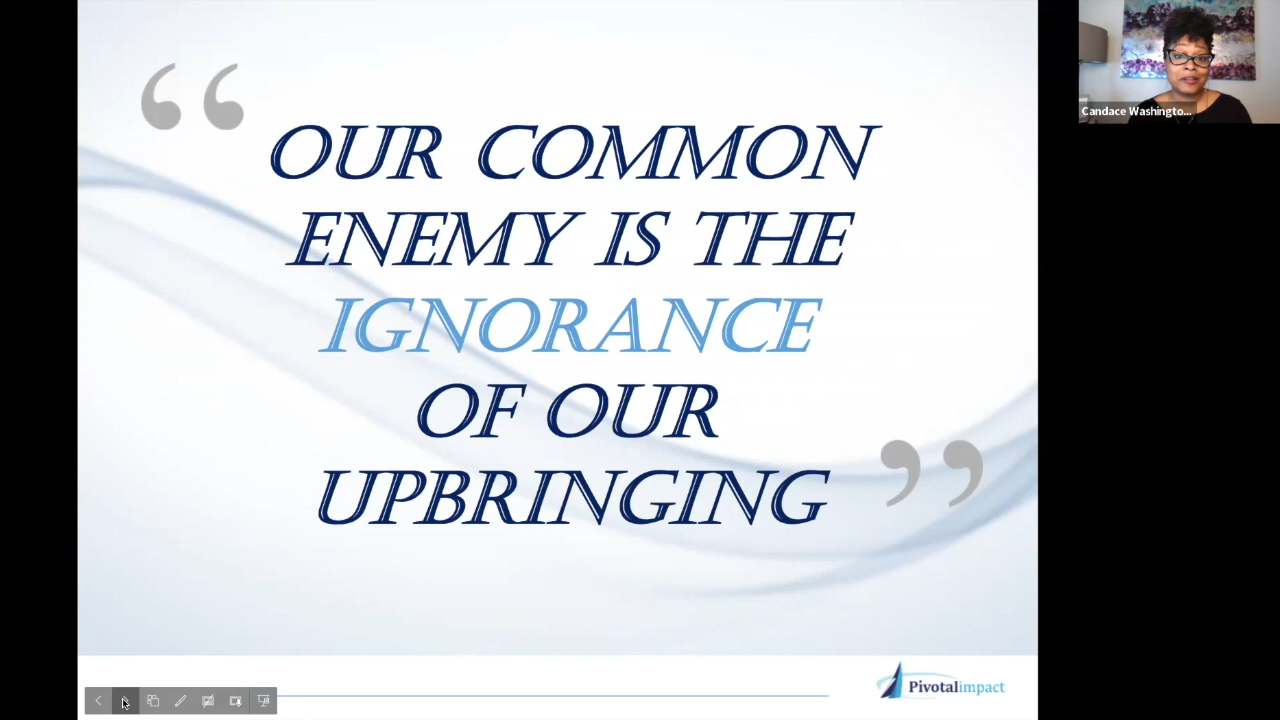 “
OUR COMMON
ENEMY IS THE
IGNORANCE
OF OUR
UPBRINGING
”
Pivotalimpact
Candace Washingto...